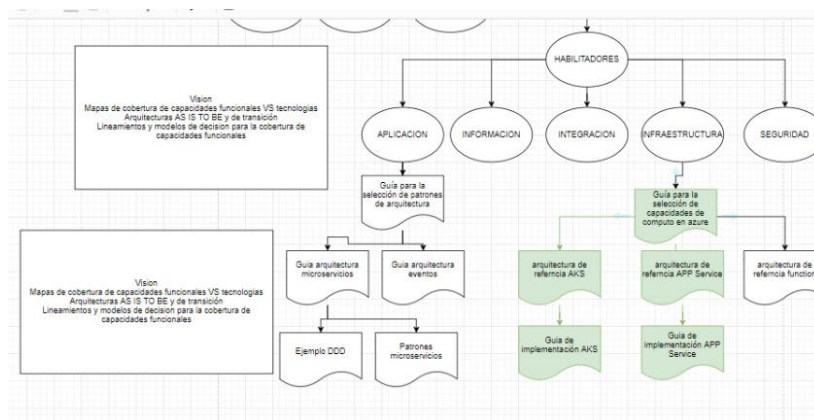 HABILITADORES
Vision
Mapas de cobertura de capacidades funcionales VS tecnologias
Arquitecturas AS IS TO BE y de transición
Lineamientos y modelos de decision para la cobertura de
capacidades funcionales
APLICACION
INFORMACION
INTEGRACION
INFRAESTRUCTURA
SEGURIDAD
Guía para la
selección de patrones
de arquitectura
Guía para la
selección de
capacidades de
computo en azure
Vision
Mapas de cobertura de capacidades funcionales VS tecnologias
Arquitecturas AS IS TO BE y de transición
Lineamientos y modelos de decision para la cobertura de
capacidades funcionales
Guia arquitectura
microservicios
Guia arquitectura
eventos
arquitectura de
referncia AKS
arquitectura de
referncia APP Service
arquitectura de
referncia function
Ejemplo DDD
Patrones
microservicios
Guia de
implementación AKS
Guia de
implementación APP
Service